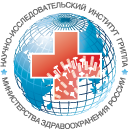 НАУЧНО-ИССЛЕДОВАТЕЛЬСКИЙ ИНСТИТУТ ГРИППА
МИНИСТЕРСТВА ЗДРАВООХРАНЕНИЯ РОССИИ